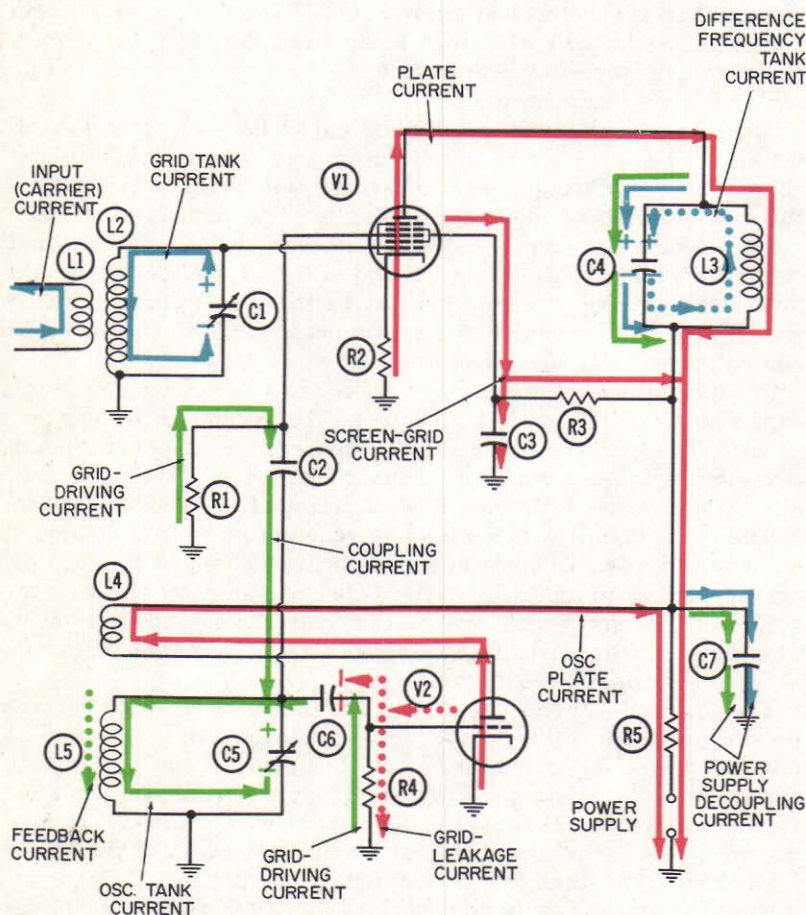 DIFFERENCE
FREQUENCY
TANK
CURRENT
PLATE
CURRENT
INPUT
(CARRIER)
CURRENT
GRID TANK
CURRENT
V1
L2
L1
C1
C4
L3
R2
SCREEN-GRID
CURRENT
C3
R3
C2
GRID-
DRIVING
CURRENT
R1
COUPLING
CURRENT
L4
OSC
PLATE
CURRENT
C7
V2
L5
C5
C6
R4
R5
FEEDBACK
CURRENT
OSC. TANK
CURRENT
GRID-
DRIVING
CURRENT
GRID-
LEAKAGE
CURRENT
POWER
SUPPLY
POWER
SUPPLY
DECOUPLING
CURRENT